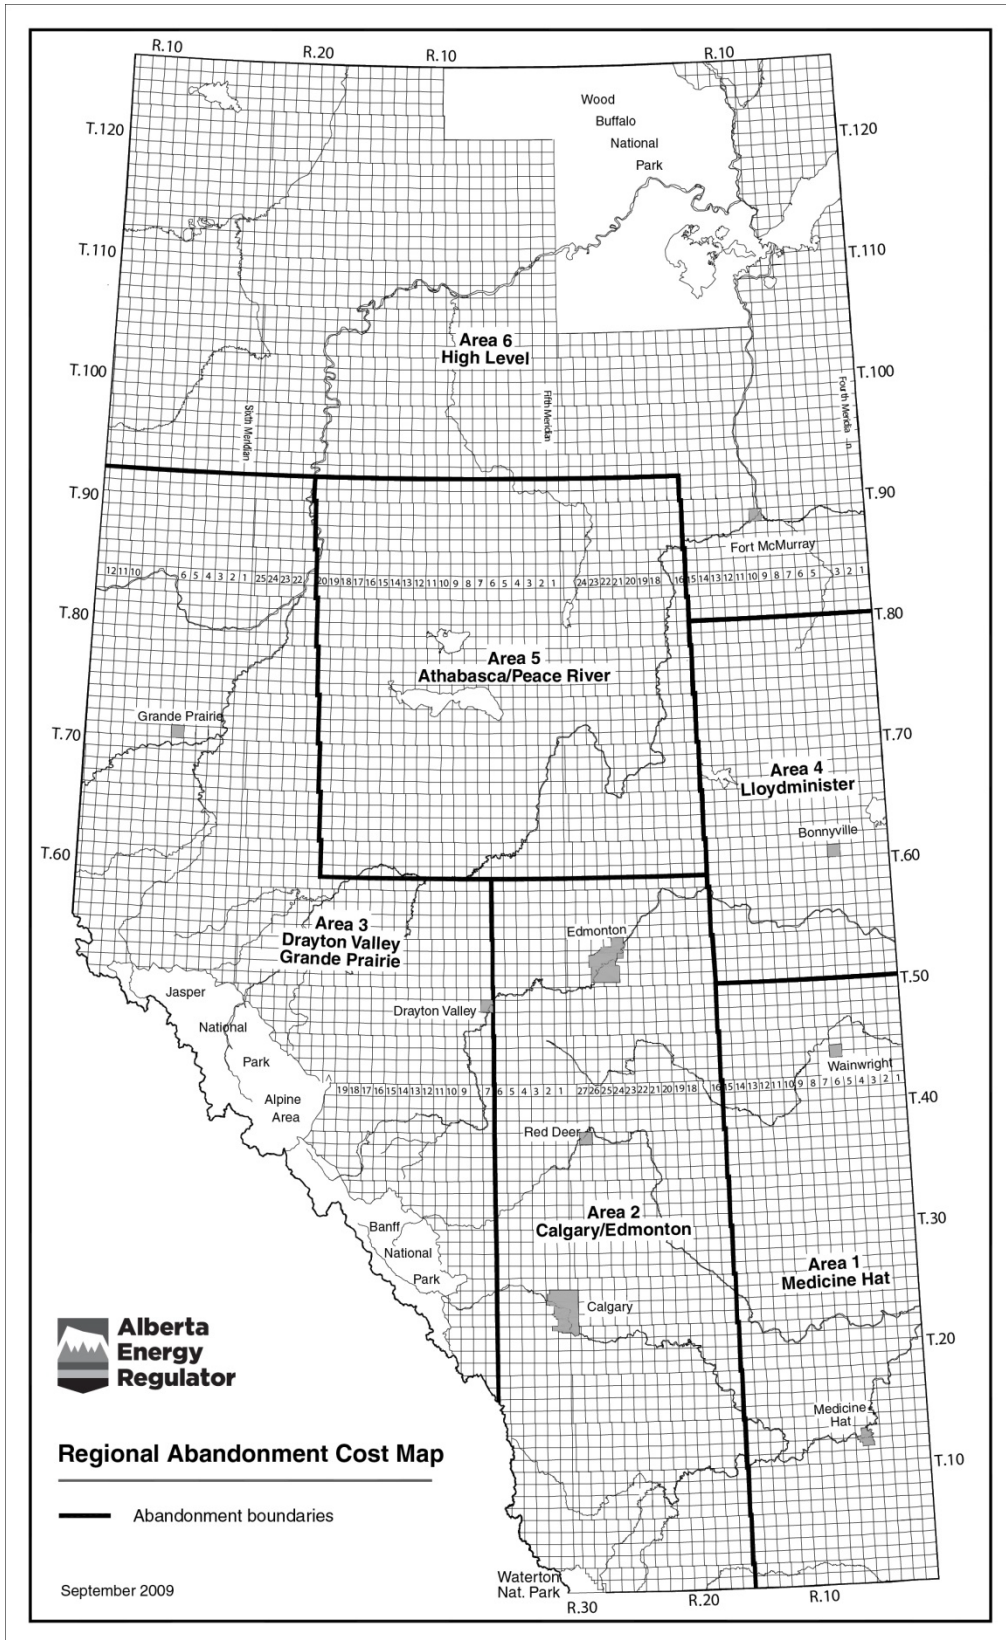 R.10
R.20
R.10
R.10
Wood
Buffalo
National
Park
T.120
T.120
T.110
T.110
Area 6
High Level
T.100
T.100
Sixth Meridian
Fifth Meridian
Fourth Meridian
T.90
T.90
Fort McMurray
12 11 10 6 5 4 3 2 1 25 24 23 22 20 19 18 17 16 15 14 13 12 11 10 9 8 7 6 5 4 3 2 1 24 23 22 21 20 19 18 16 15 14 13 12 11 10 9 8 7 6 5 3 2 1
T.80
T.80
Area 5
Athabasca/Peace River
Grande Prairie
T.70
T.70
Area 4
Lloydminister
Bonnyville
T.60
T.60
Area 3
Drayton Valley
Grande Prairie
Edmonton
T.50
Jasper
National
Park
Alpine
Area
Drayton Valley
Wainwright
19 18 17 16 15 14 13 12 11 10 9 7 6 5 4 3 2 1 27 26 25 24 23 22 21 20 19 18 16 15 14 13 12 11 10 9 8 7 6 5 4 3 2 1
T.40
Red Deer
Area 2
Calgary/Edmonton
T.30
Banff
National
Park
Area 1
Medicine Hat
Calgary
T.20
Alberta
Energy
Regulator
Medicine
Hat
Regional Abandonment Cost Map
T.10
Abandonment boundaries
September 2009
Waterton
Nat. Park
R.30
R.20
R.10